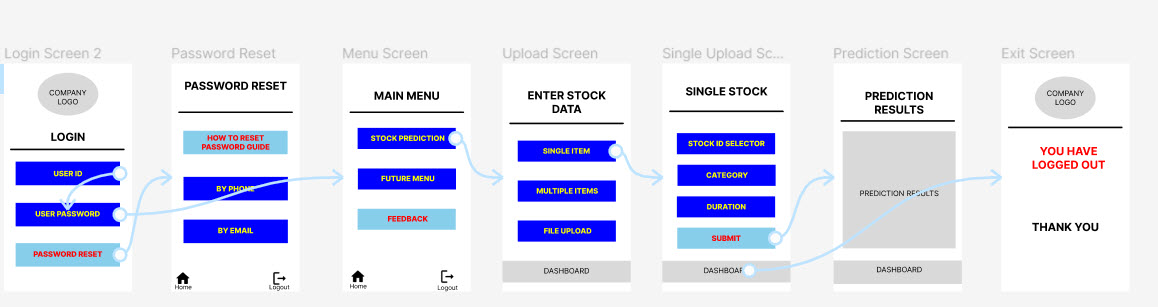 Login Screen 2
COMPANY
LOGO
LOGIN
USER ID
USER PASSWORD
PASSWORD RESET
Password Reset
PASSWORD RESET
HOW TO RESET
PASSWORD GUIDE
BY PHONE
BY EMAIL
Home
Logout
Menu Screen
MAIN MENU
STOCK PREDICTION
FUTURE MENU
FEEDBACK
Home
Logout
Upload Screen
ENTER STOCK
DATA
SINGLE ITEM
MULTIPLE ITEMS
FILE UPLOAD
DASHBOARD
Single Upload Sc...
SINGLE STOCK
STOCK ID SELECTOR
CATEGORY
DURATION
SUBMIT
DASHBOARD
Prediction Screen
PREDICTION
RESULTS
PREDICTION RESULTS
DASHBOARD
Exit Screen
COMPANY
LOGO
YOU HAVE
LOGGED OUT
THANK YOU